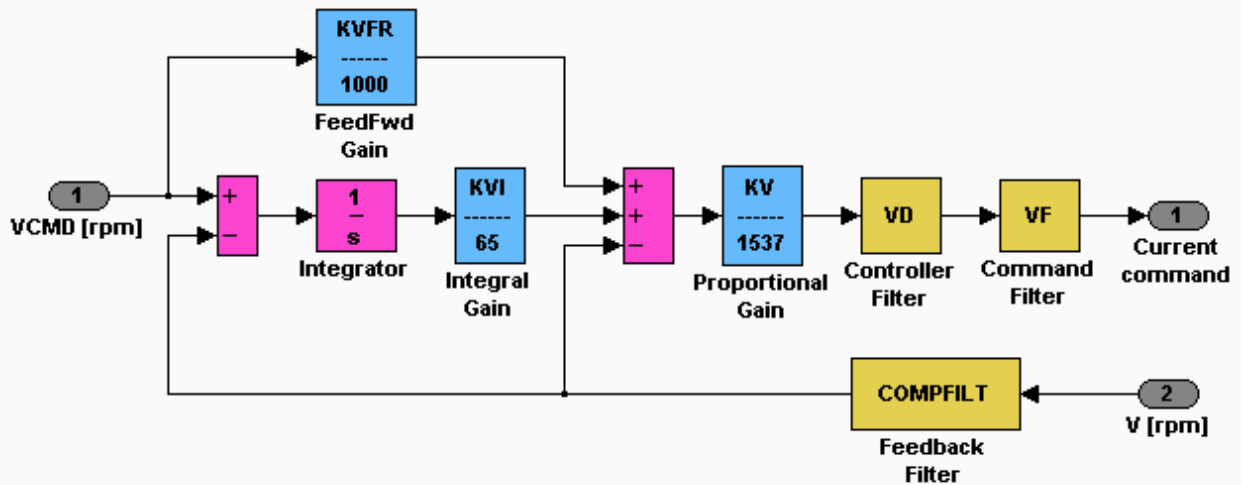 KVFR
------
1000
FeedFwd
Gain
1
VCMD [rpm]
+
−
1
—
s
Integrator
KVI
------
65
Integral
Gain
+
+
−
KV
------
1537
Proportional
Gain
VD
Controller
Filter
VF
Command
Filter
1
Current
command
COMPFILT
Feedback
Filter
2
V [rpm]